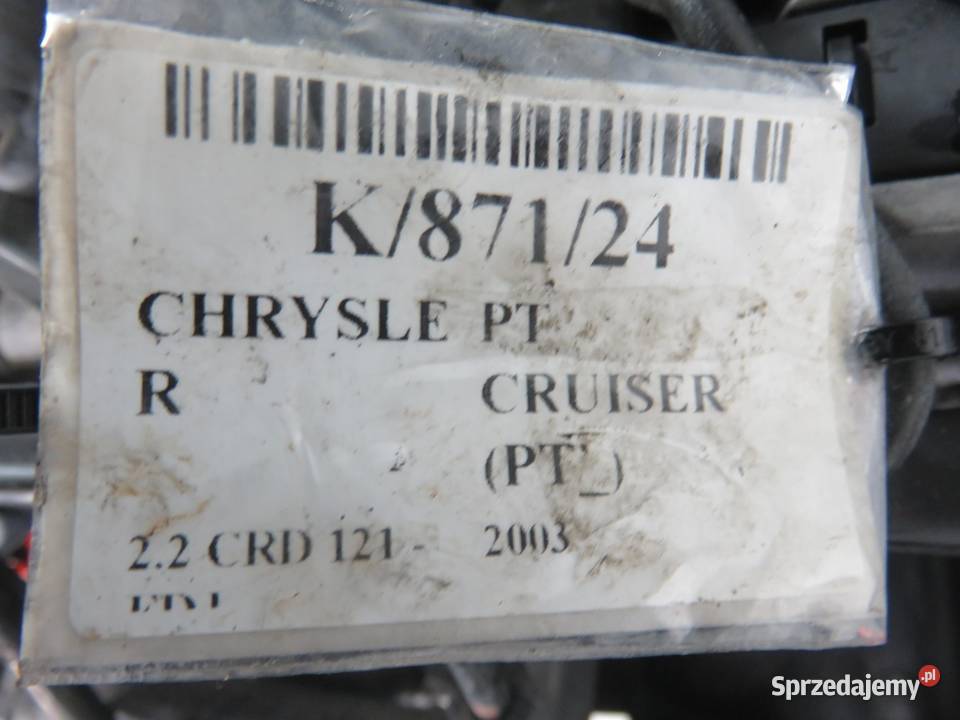 K/871/24
CHRYSLE PT
R CRUISER
(PT_)
2.2 CRD 121 - 2003
Sprzedajemy.pl